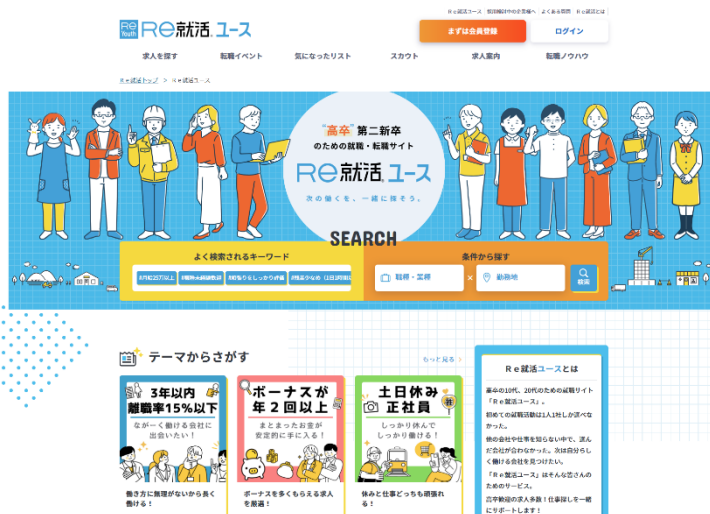 Re就活ユース 採用検討中の企業様へ よくある質問 Re就活とは
Re
Youth
Re就活.ユース
まずは会員登録
ログイン
求人を探す
転職イベント
気になったリスト
スカウト
求人案内
転職ノウハウ
Re就活トップ > Re就活ユース
"高卒"第二新卒
のための就職・転職サイト
Re就活.ユース
次の働くを、一緒に探そう。
SEARCH
よく検索されるキーワード
条件から探す
#月給25万以上
職種・業種
×
勤務地
検索
テーマからさがす
もっと見る >
3年以内
離職率15%以下
ながーく働ける会社に
出会いたい!
働き方に無理がないから長く
働ける!
ボーナスが
年2回以上
まとまったお金が
安定的に手に入る!
ボーナスを多くもらえる求人
を厳選!
土日休み
正社員
しっかり休んで
しっかり働ける!
休みと仕事どっちも頑張れ
る!
Re就活ユースとは
高卒の10代、20代のための就職サイト
「Re就活ユース」。
初めての就職活動は1人1社しか選べな
かった。
他の会社や仕事を知らない中で、選ん
だ会社が合わなかった。次は自分らし
く働ける会社を見つけたい。
「Re就活ユース」はそんな皆さんの
ためのサービス。
高卒歓迎の求人多数!仕事探しを一緒
にサポートします!